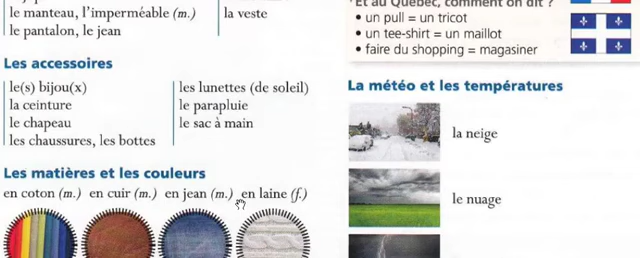 le manteau, l'imperméable (m.)
la veste
le pantalon, le jean
Les accessoires
le(s) bijou(x)
la ceinture
le chapeau
les chaussures, les bottes
les lunettes (de soleil)
le parapluie
le sac à main
Les matières et les couleurs
en coton (m.) en cuir (m.) en jean (m.) en laine (f.)
Et au Québec, comment on dit ?
• un pull = un tricot
• un tee-shirt = un maillot
• faire du shopping = magasiner
La météo et les températures
la neige
le nuage